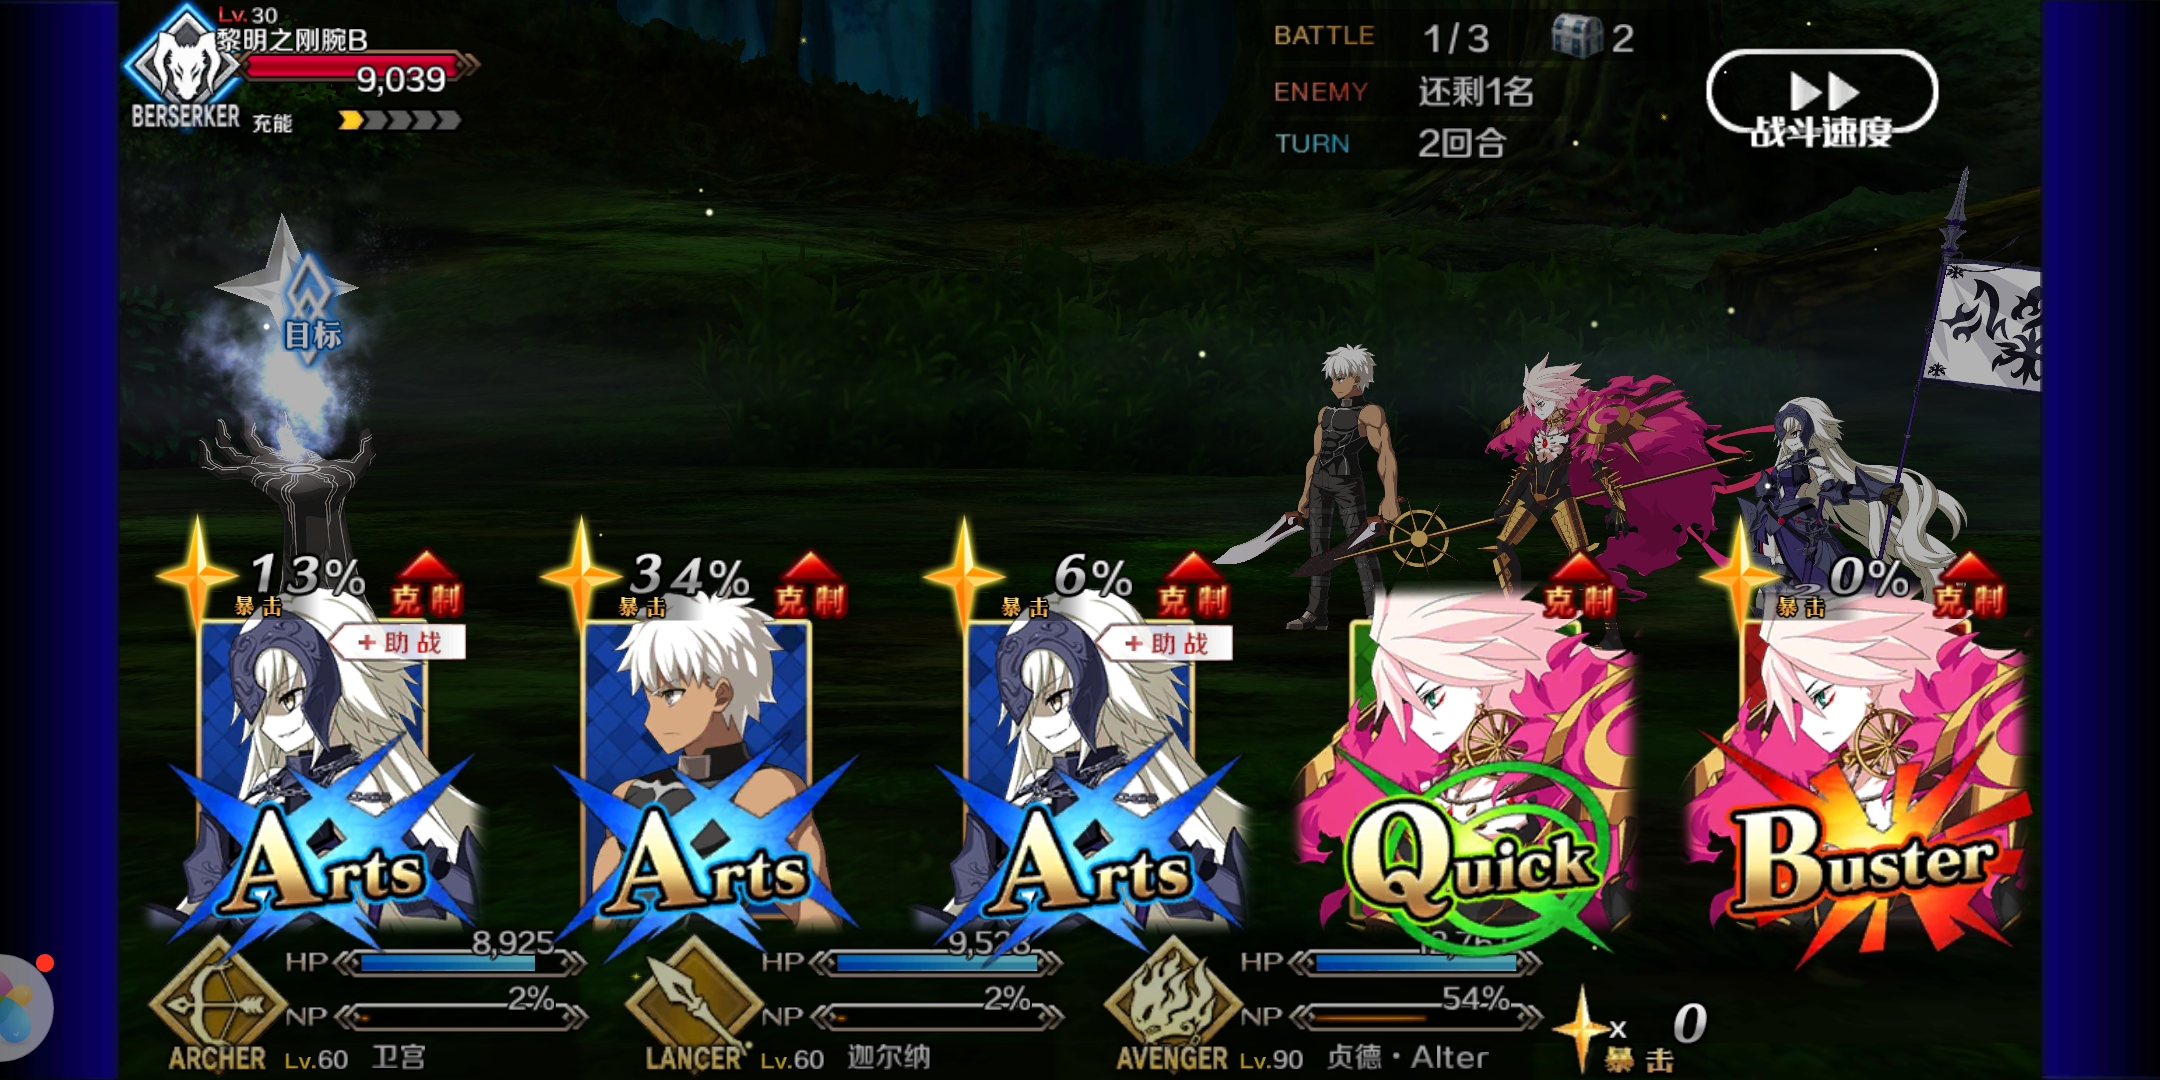 Lv.30
黎明之刚腕B
9,039
BERSERKER
充能
BATTLE 1/3 2
ENEMY 还剩1名
TURN 2回合
战斗速度
目标
13%
暴击
克制
+助战
Arts
34%
暴击
克制
Arts
6%
暴击
克制
+助战
Arts
克制
Quick
0%
暴击
克制
Buster
HP 8,925
NP 2%
ARCHER Lv.60 卫宫
HP 9,528
NP 2%
LANCER Lv.60 迦尔纳
HP
NP 54%
AVENGER Lv.90 贞德·Alter
x 0
暴击